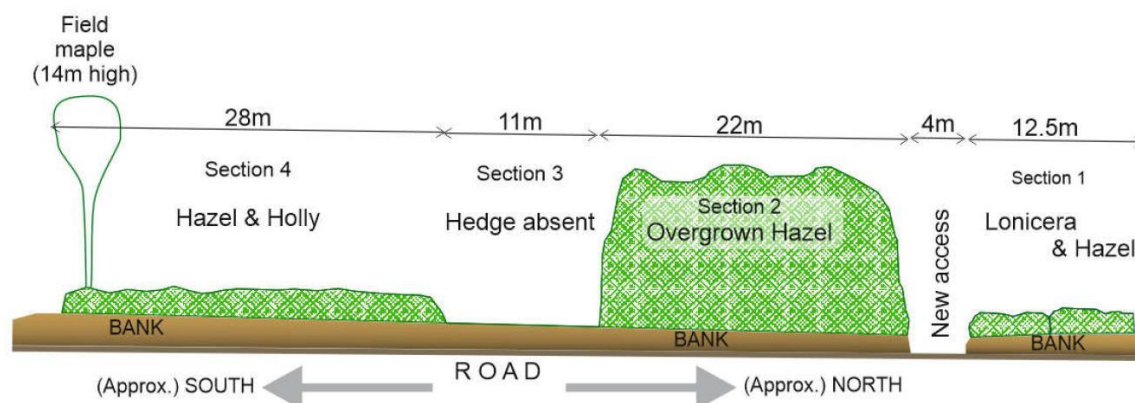 Field
maple
(14m high)
28m
11m
22m
4m
12.5m
Section 4
Hazel & Holly
Section 3
Hedge absent
Section 2
Overgrown Hazel
New access
Section 1
Lonicera
& Hazel
BANK
BANK
BANK
ROAD
(Approx.) SOUTH
(Approx.) NORTH